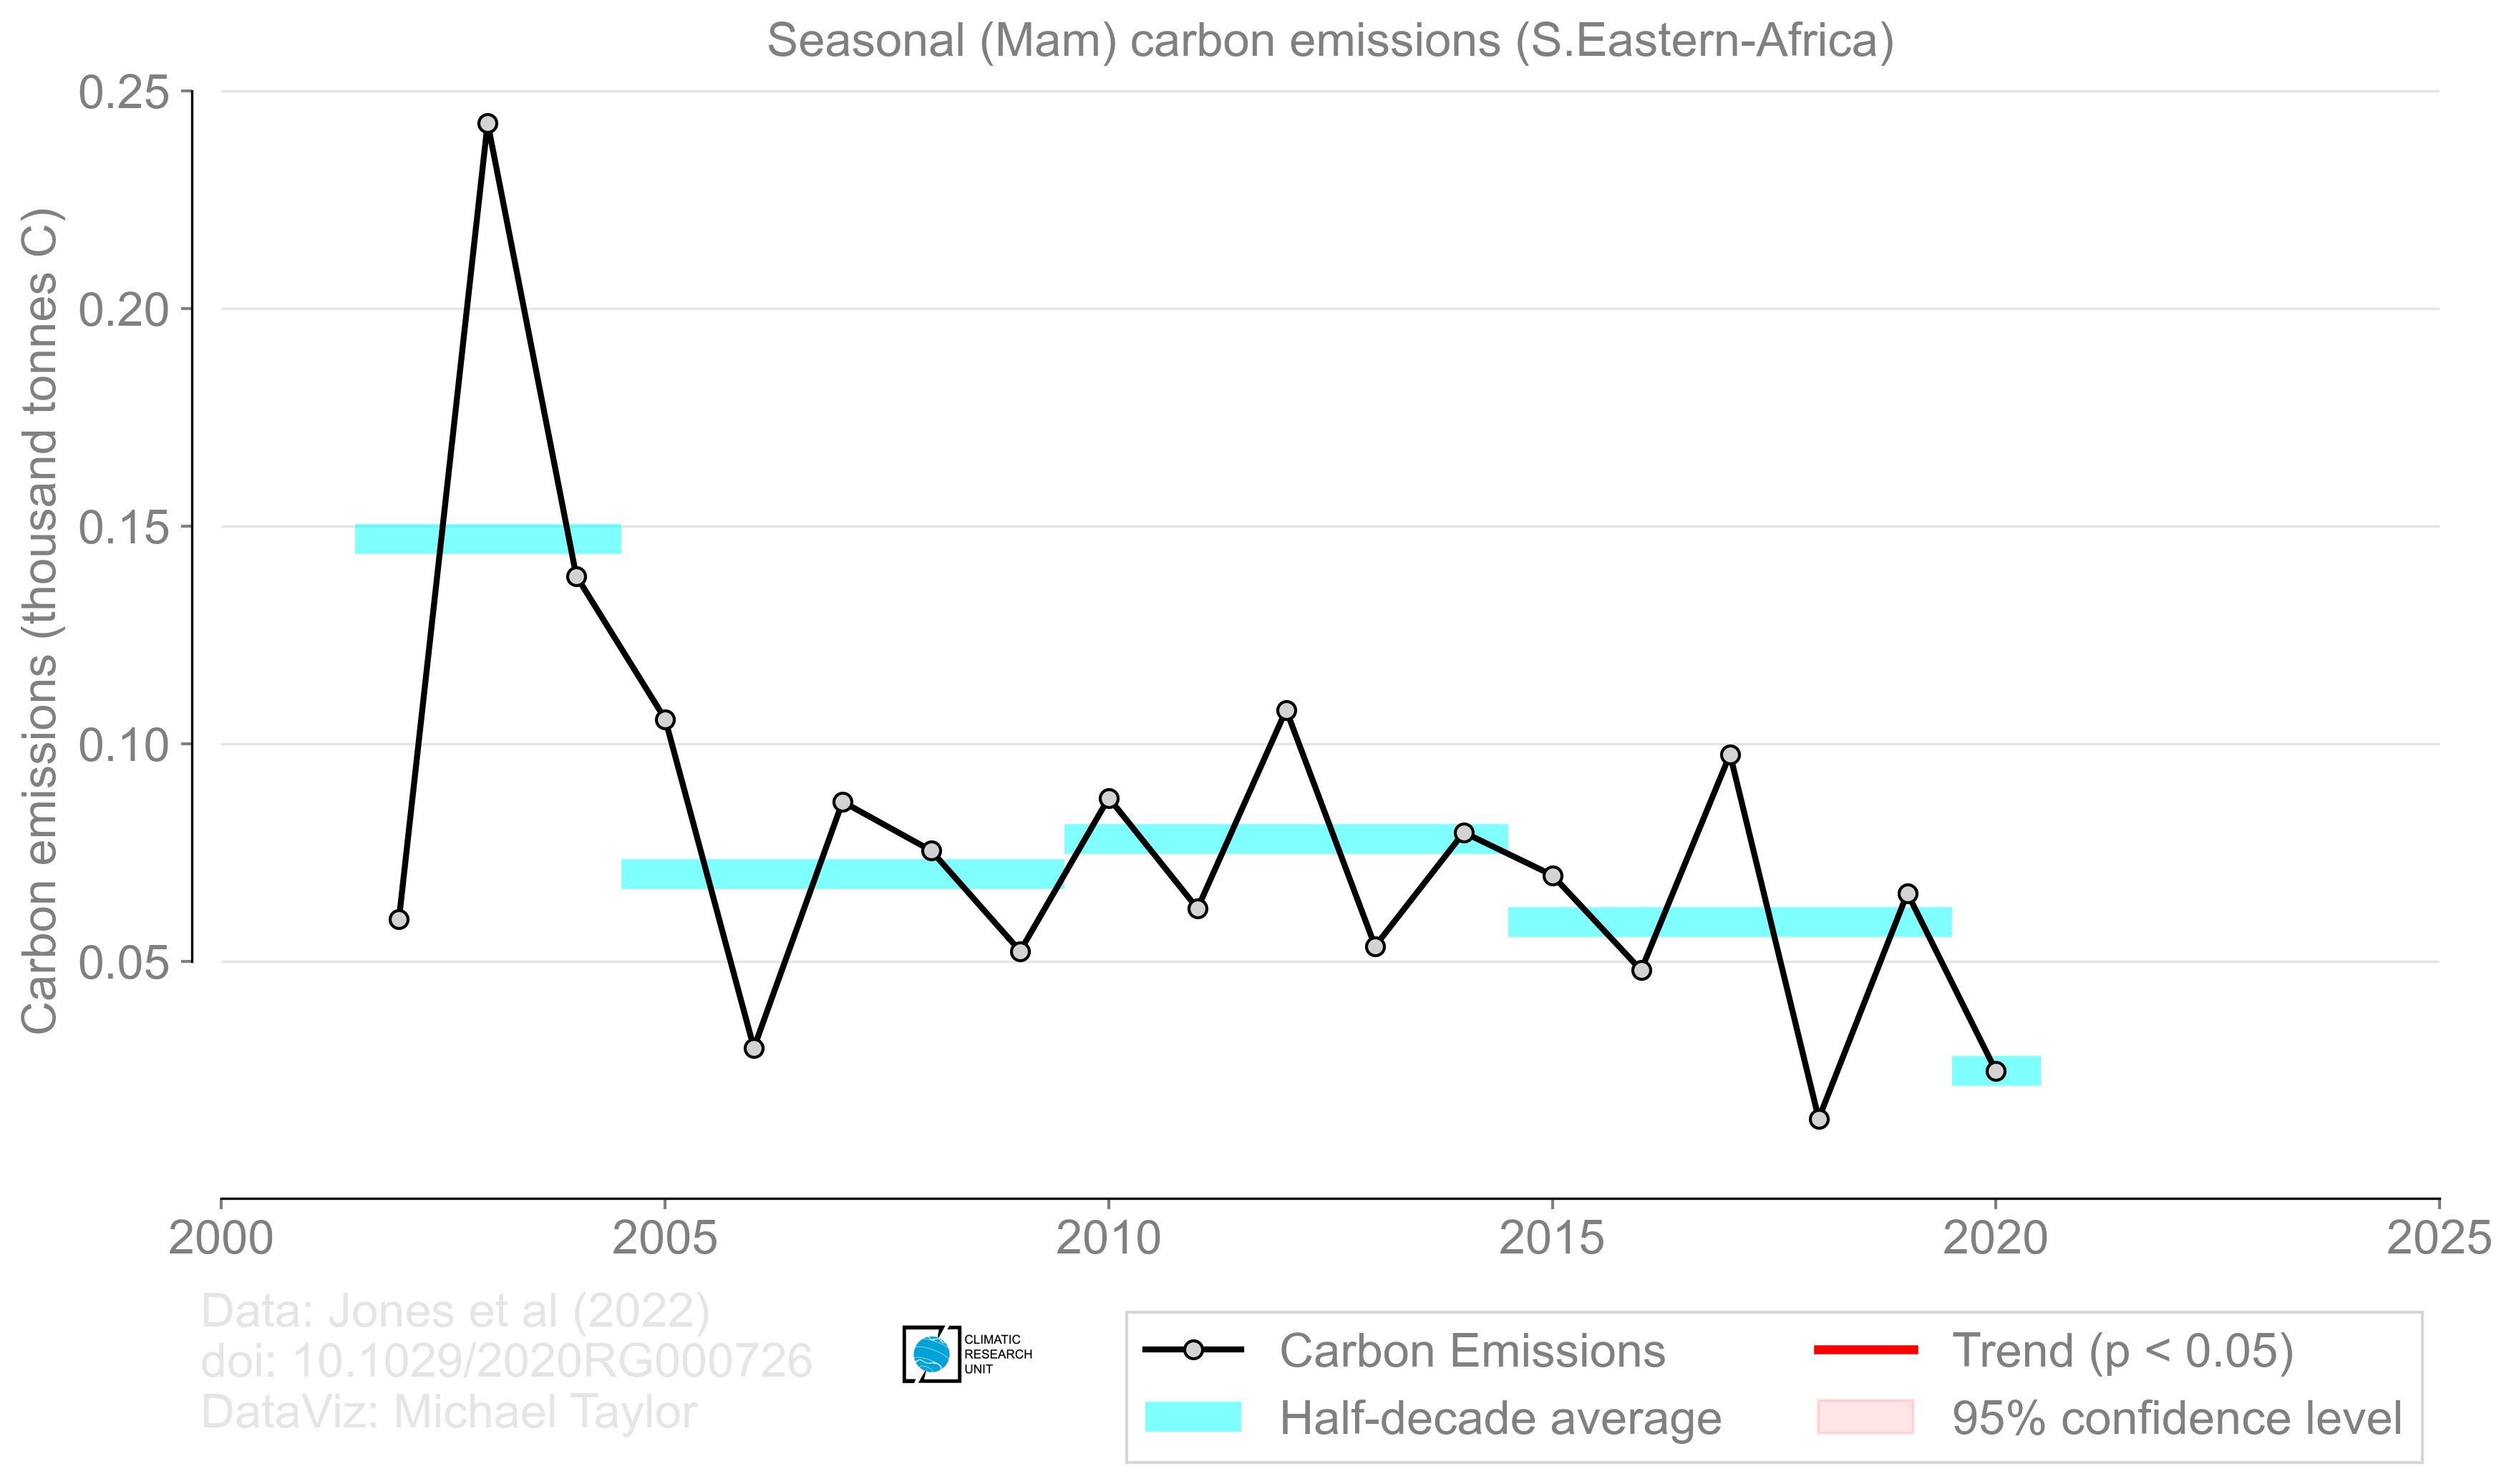 Seasonal (Mam) carbon emissions (S.Eastern-Africa)
Carbon emissions (thousand tonnes C)
0.25
0.20
0.15
0.10
0.05
2000 2005 2010 2015 2020 2025
Data: Jones et al (2022)
doi: 10.1029/2020RG000726
DataViz: Michael Taylor
CLIMATIC
RESEARCH
UNIT
Carbon Emissions
Half-decade average
Trend (p < 0.05)
95% confidence level